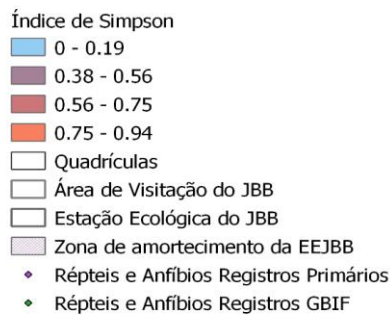 Índice de Simpson
0 - 0.19
0.38 - 0.56
0.56 - 0.75
0.75 - 0.94
Quadrículas
Área de Visitação do JBB
Estação Ecológica do JBB
Zona de amortecimento da EEJBB
Répteis e Anfíbios Registros Primários
Répteis e Anfíbios Registros GBIF